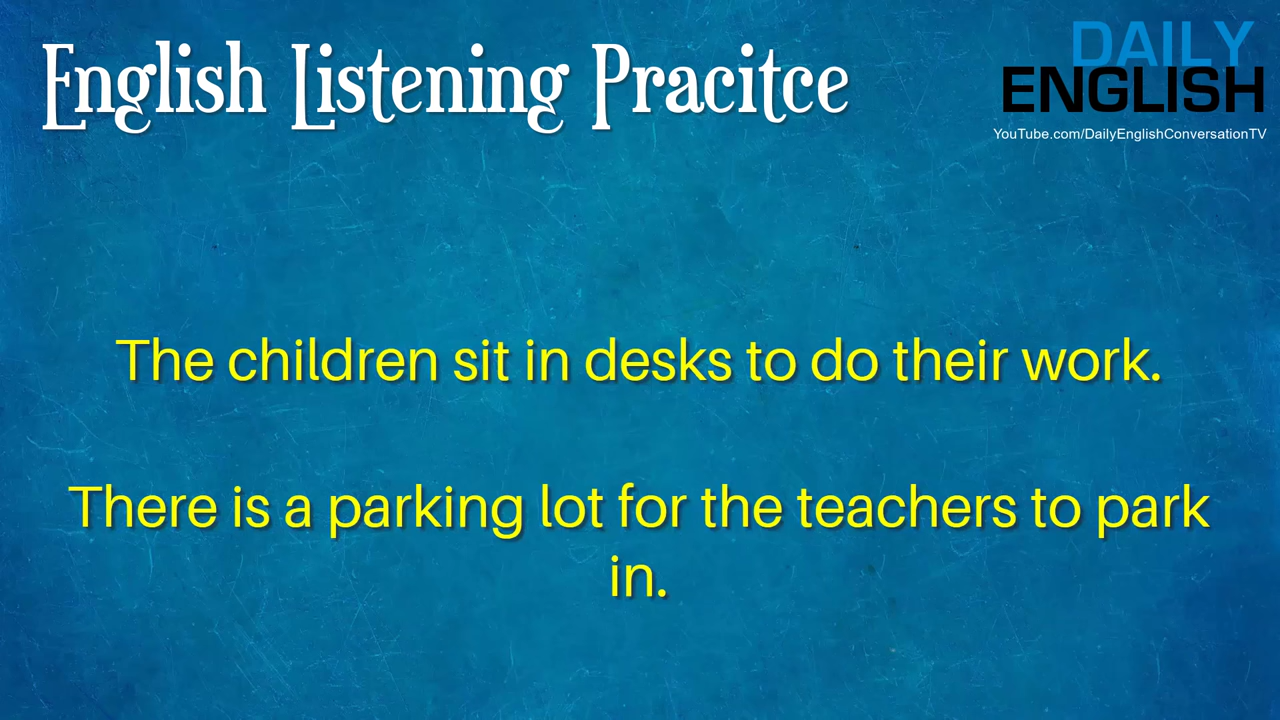 English Listening Pracitce
DAILY
ENGLISH
YouTube.com/DailyEnglishConversationTV
The children sit in desks to do their work.
There is a parking lot for the teachers to park
in.